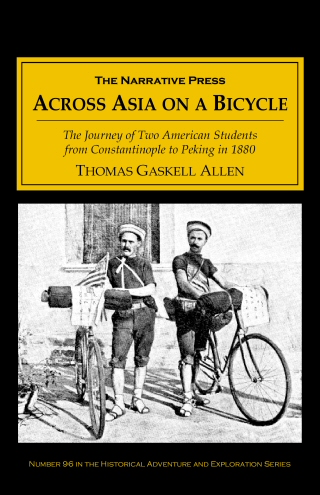 The Narrative Press
Across Asia on a Bicycle
The Journey of Two American Students
from Constantinople to Peking in 1880
Thomas Gaskell Allen
Number 96 in the Historical Adventure and Exploration Series